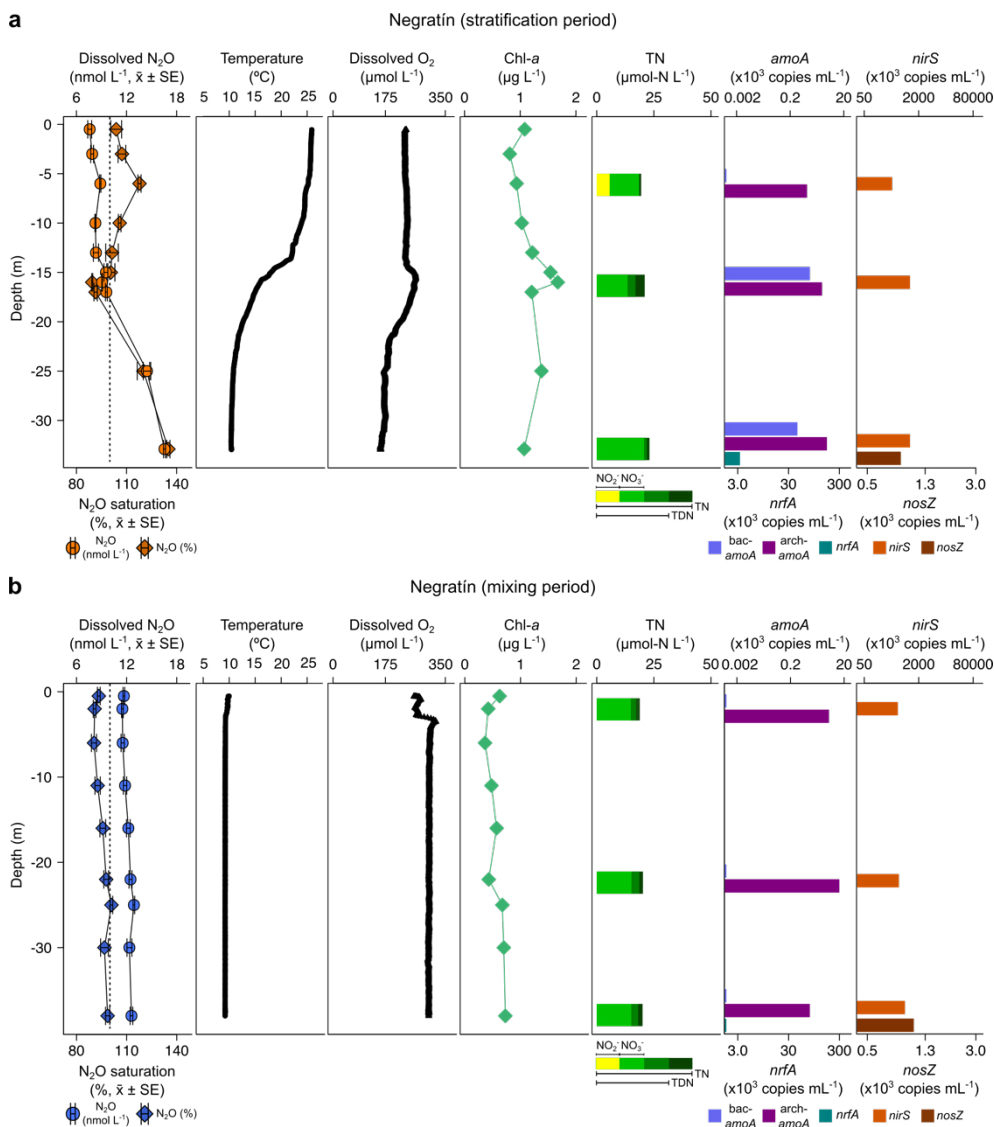 a
Negratín (stratification period)
Dissolved N₂O
(nmol L⁻¹, x̄ ± SE)
6 12 18
Temperature
(ºC)
5 10 15 20 25
Dissolved O₂
(µmol L⁻¹)
0 175 350
Chl-a
(µg L⁻¹)
0 1 2
TN
(µmol-N L⁻¹)
0 25 50
amoA
(x10³ copies mL⁻¹)
0.002 0.2 20
nirS
(x10³ copies mL⁻¹)
50 2000 80000
Depth (m)
0
-5
-10
-15
-20
-25
-30
80 110 140
N₂O saturation
(%, x̄ ± SE)
N₂O
(nmol L⁻¹)
N₂O (%)
NO₂⁻ NO₃⁻
TN
TDN
3.0 30 300
nrfA
(x10³ copies mL⁻¹)
0.5 1.3 3.0
nosZ
(x10³ copies mL⁻¹)
bac-
amoA
arch-
amoA
nrfA
nirS
nosZ
b
Negratín (mixing period)
Dissolved N₂O
(nmol L⁻¹, x̄ ± SE)
6 12 18
Temperature
(ºC)
5 10 15 20 25
Dissolved O₂
(µmol L⁻¹)
0 175 350
Chl-a
(µg L⁻¹)
0 1 2
TN
(µmol-N L⁻¹)
0 25 50
amoA
(x10³ copies mL⁻¹)
0.002 0.2 20
nirS
(x10³ copies mL⁻¹)
50 2000 80000
Depth (m)
0
-10
-20
-30
80 110 140
N₂O saturation
(%, x̄ ± SE)
N₂O
(nmol L⁻¹)
N₂O (%)
NO₂⁻ NO₃⁻
TN
TDN
3.0 30 300
nrfA
(x10³ copies mL⁻¹)
0.5 1.3 3.0
nosZ
(x10³ copies mL⁻¹)
bac-
amoA
arch-
amoA
nrfA
nirS
nosZ